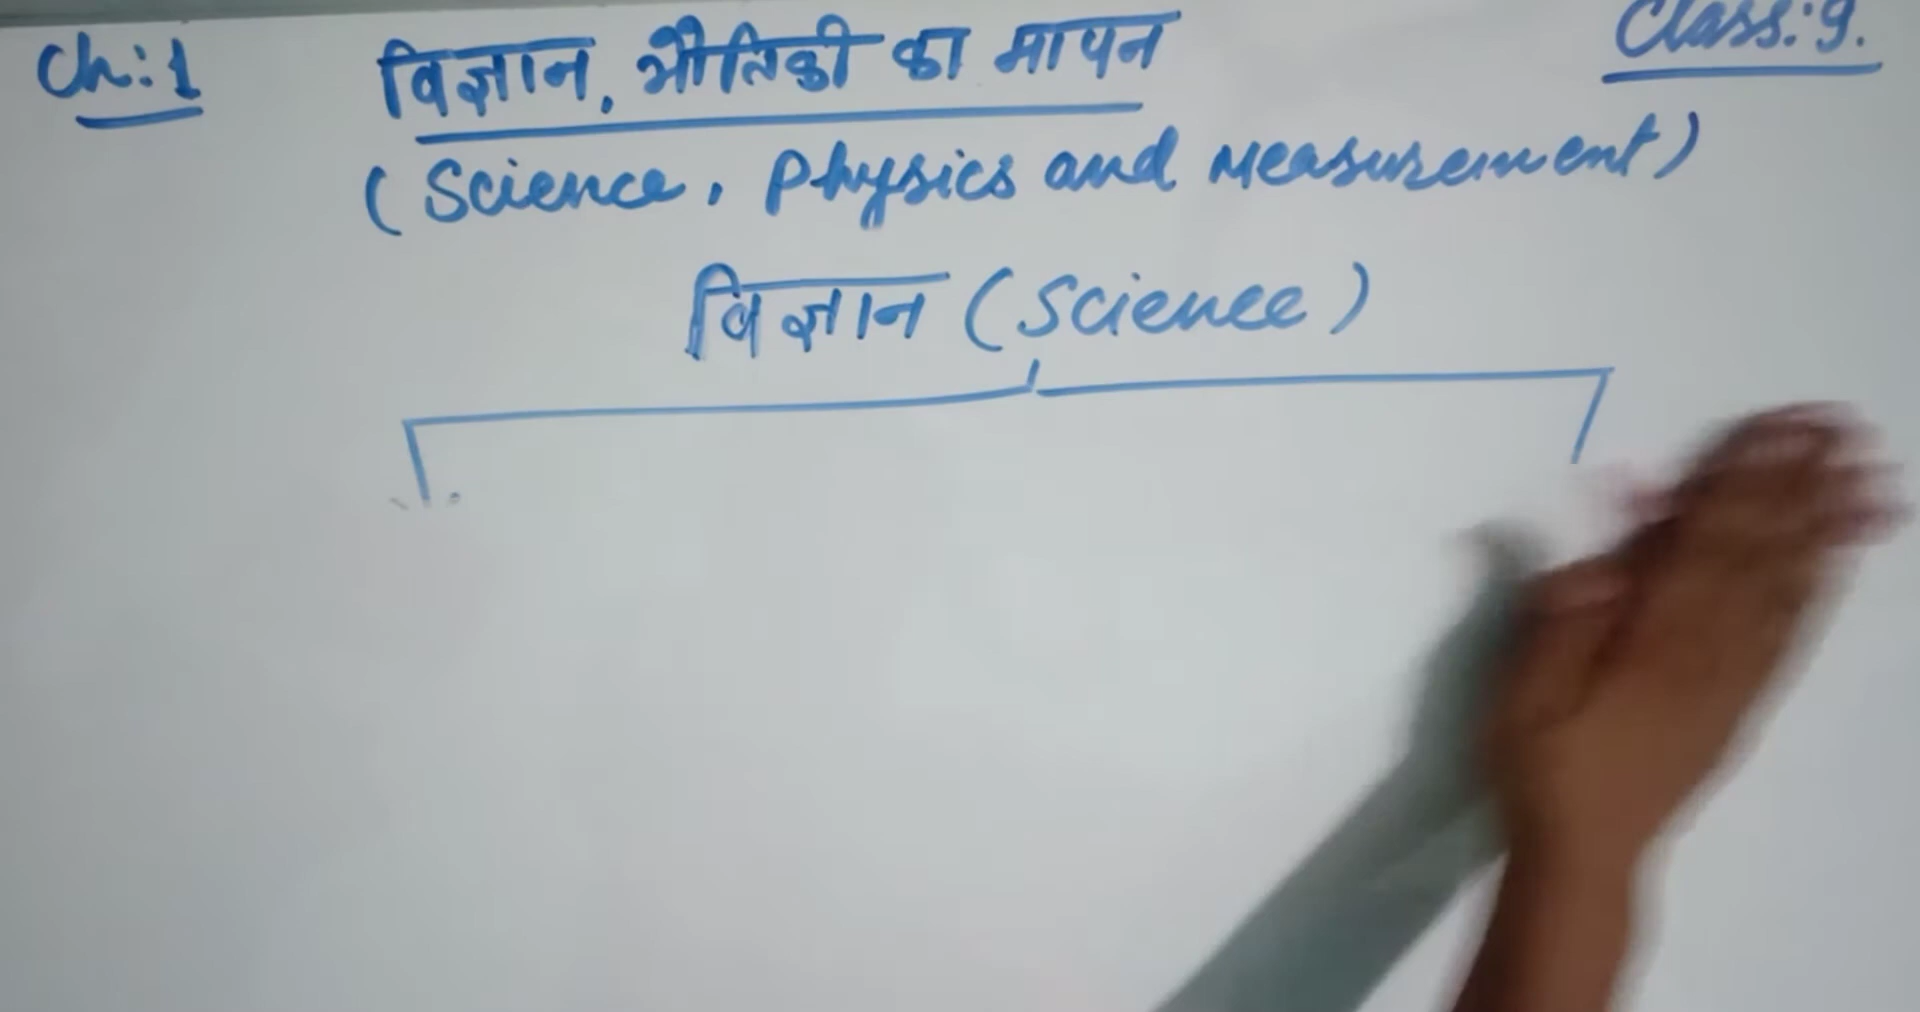 Ch:1 विज्ञान, भौतिकी का मापन Class:9.
(Science, Physics and Measurement)
विज्ञान (Science)